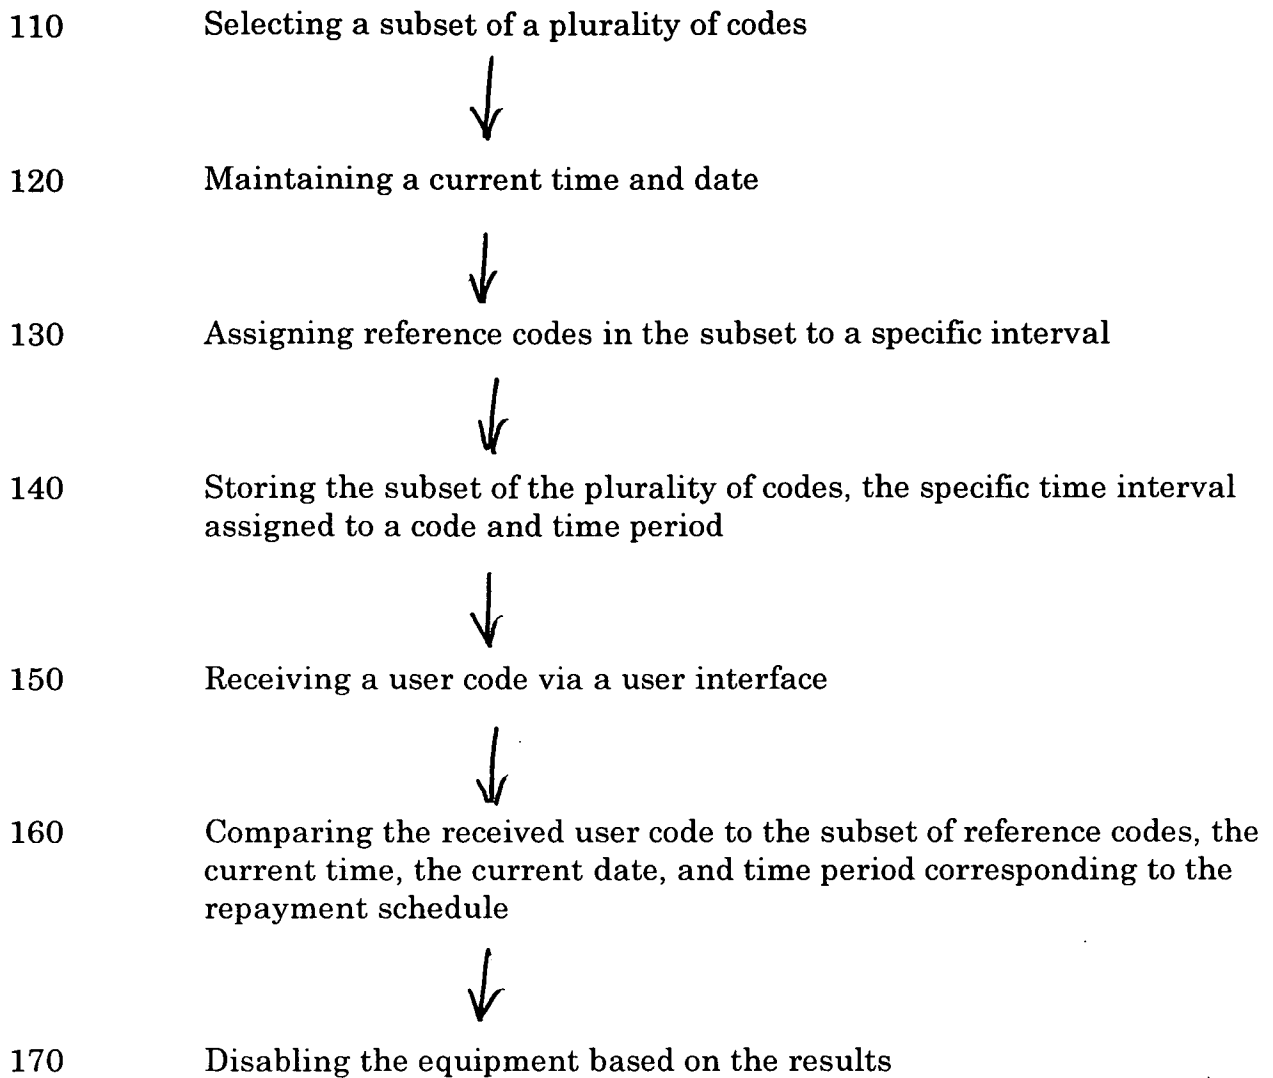 110 Selecting a subset of a plurality of codes
120 Maintaining a current time and date
130 Assigning reference codes in the subset to a specific interval
140 Storing the subset of the plurality of codes, the specific time interval
assigned to a code and time period
150 Receiving a user code via a user interface
160 Comparing the received user code to the subset of reference codes, the
current time, the current date, and time period corresponding to the
repayment schedule
170 Disabling the equipment based on the results